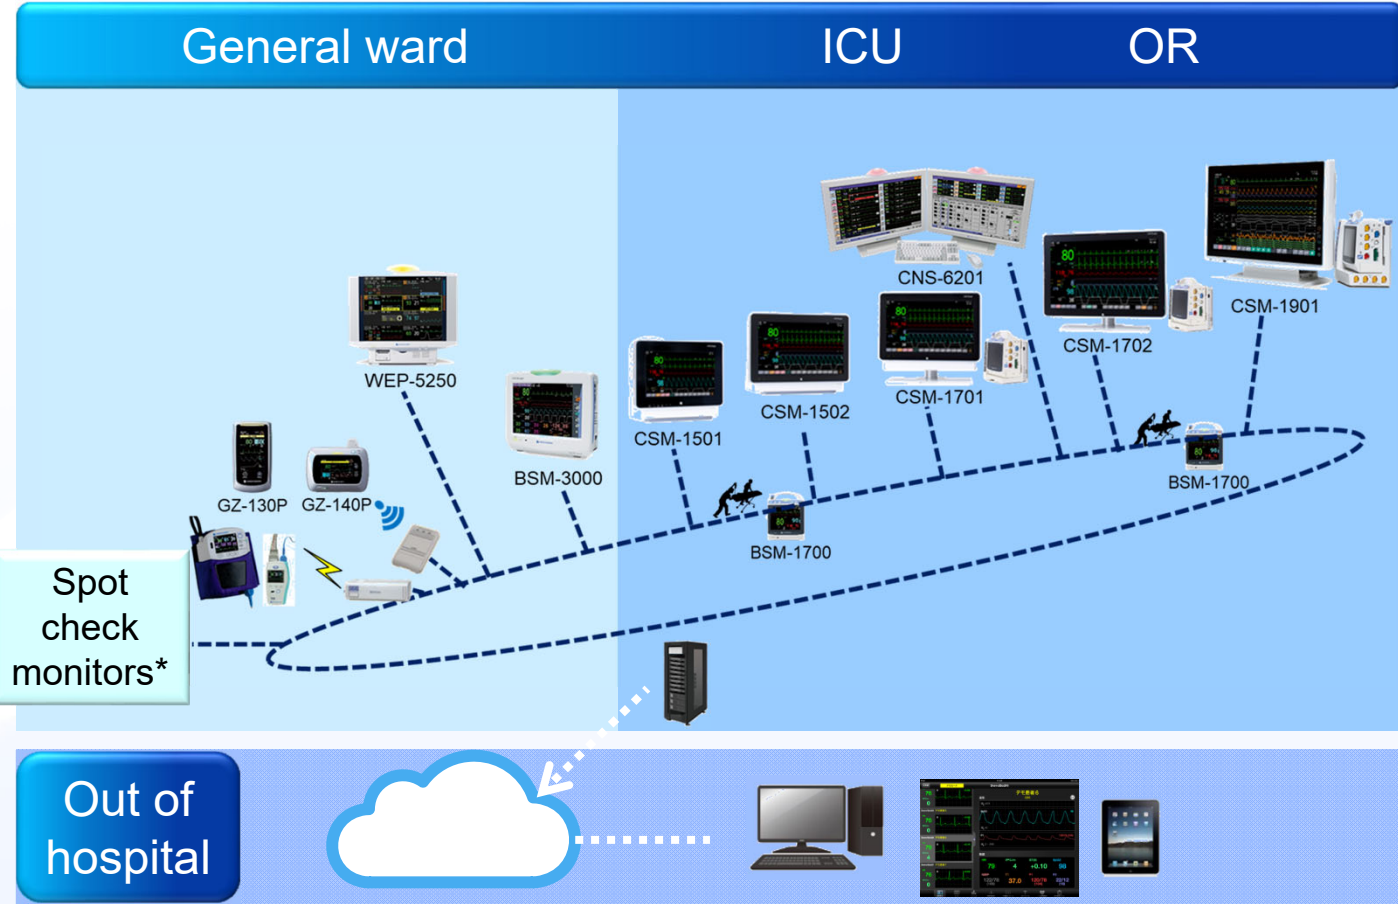 General ward
ICU
OR
CNS-6201
CSM-1901
CSM-1702
WEP-5250
CSM-1701
CSM-1502
CSM-1501
BSM-3000
BSM-1700
GZ-130P
GZ-140P
BSM-1700
Spot
check
monitors*
Out of
hospital